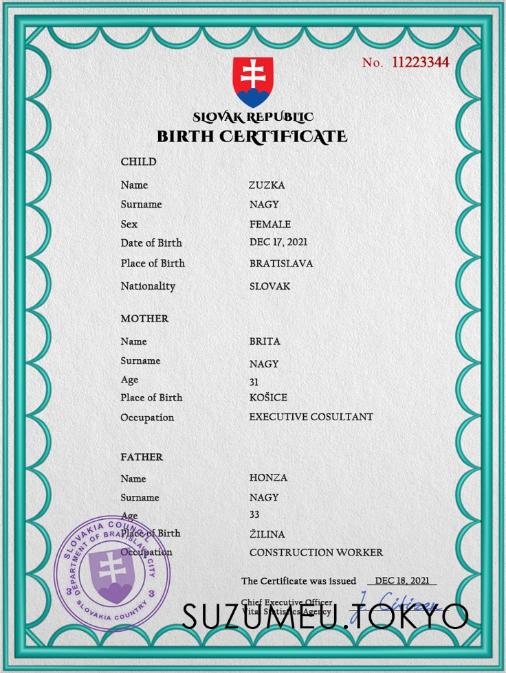 No. 11223344
SLOVAK REPUBLIC
BIRTH CERTIFICATE
CHILD
Name ZUZKA
Surname NAGY
Sex FEMALE
Date of Birth DEC 17, 2021
Place of Birth BRATISLAVA
Nationality SLOVAK
MOTHER
Name BRITA
Surname NAGY
Age 31
Place of Birth KOŠICE
Occupation EXECUTIVE COSULTANT
FATHER
Name HONZA
Surname NAGY
Age 33
Place of Birth ŽILINA
Occupation CONSTRUCTION WORKER
SLOVAKIA COUNCIL
DEPARTMENT OF BRATISLAV CITY
SLOVAKIA COUNTRY
The Certificate was issued DEC 18, 2021
Chief Executive Officer
Vital Statistics Agency
J Citizen
SUZUMEU.TOKYO